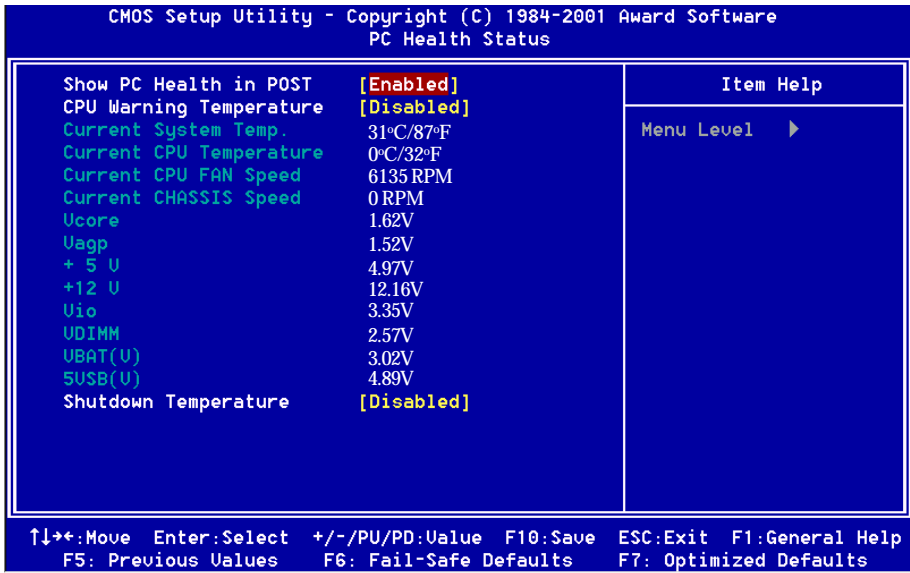 CMOS Setup Utility - Copyright (C) 1984-2001 Award Software
PC Health Status
Show PC Health in POST [Enabled]
CPU Warning Temperature [Disabled]
Current System Temp. 31°C/87°F
Current CPU Temperature 0°C/32°F
Current CPU FAN Speed 6135 RPM
Current CHASSIS Speed 0 RPM
Vcore 1.62V
Vagp 1.52V
+ 5 V 4.97V
+12 V 12.16V
Vio 3.35V
VDIMM 2.57V
VBAT(V) 3.02V
5VSB(V) 4.89V
Shutdown Temperature [Disabled]
Item Help
Menu Level ▶
↑↓→←:Move Enter:Select +/-/PU/PD:Value F10:Save ESC:Exit F1:General Help
F5: Previous Values F6: Fail-Safe Defaults F7: Optimized Defaults